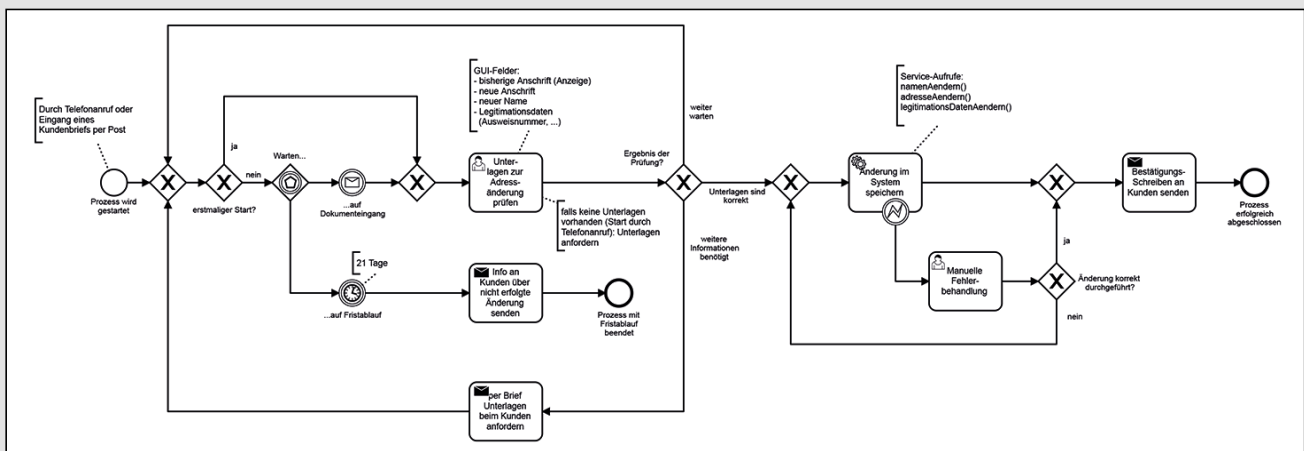 Durch Telefonanruf oder
Eingang eines
Kundenbriefs per Post
Prozess wird
gestartet
ja
nein
erstmaliger Start?
Warten...
...auf
Dokumenteingang
21 Tage
...auf Fristablauf
GUI-Felder:
- bisherige Anschrift (Anzeige)
- neue Anschrift
- neuer Name
- Legitimationsdaten
(Ausweisnummer, ...)
Unter-
lagen zur
Adress-
änderung
prüfen
falls keine Unterlagen
vorhanden (Start durch
Telefonanruf): Unterlagen
anfordern
Info an
Kunden über
nicht erfolgte
Änderung
senden
Prozess mit
Fristablauf
beendet
per Brief
Unterlagen
beim Kunden
anfordern
weiter
warten
Ergebnis der
Prüfung?
Unterlagen sind
korrekt
weitere
Informationen
benötigt
Service-Aufrufe:
namenAendern()
adresseAendern()
legitimationsDatenAendern()
Änderung im
System
speichern
Manuelle
Fehler-
behandlung
ja
Änderung korrekt
durchgeführt?
nein
Bestätigungs-
Schreiben an
Kunden senden
Prozess
erfolgreich
abgeschlossen